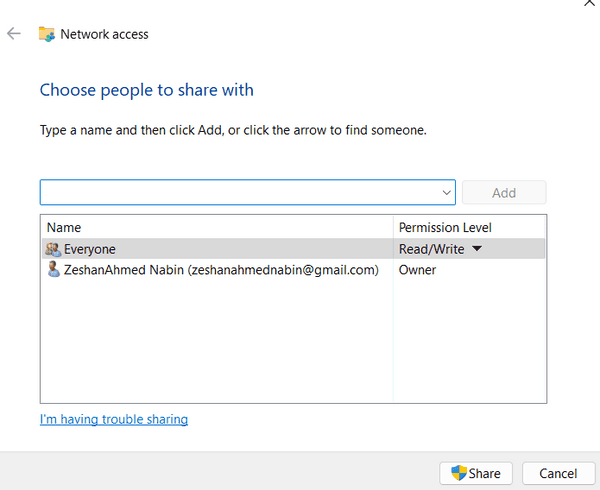 Network access
Choose people to share with
Type a name and then click Add, or click the arrow to find someone.
Add
Name Permission Level
Everyone Read/Write
ZeshanAhmed Nabin (zeshanahmednabin@gmail.com) Owner
I'm having trouble sharing
Share Cancel